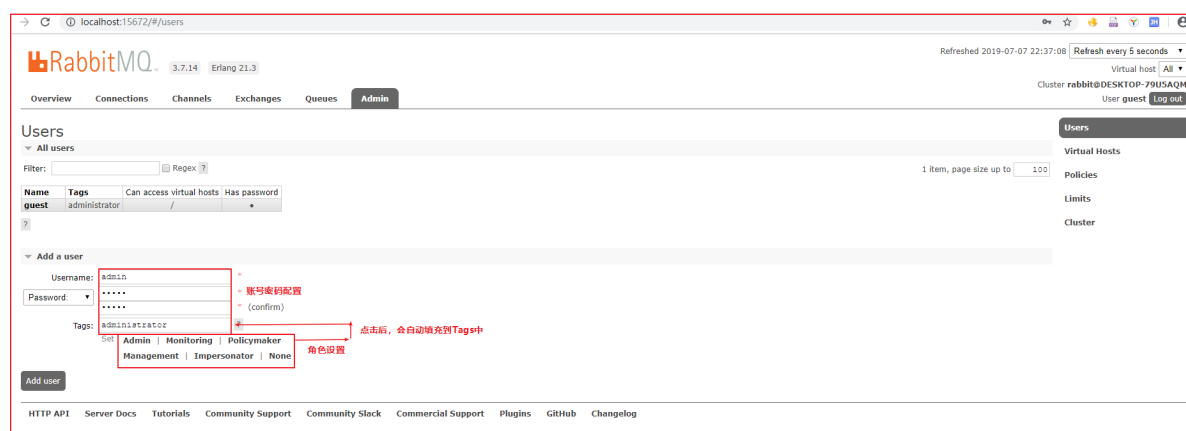 localhost:15672/#/users
RabbitMQ. 3.7.14 Erlang 21.3
Refreshed 2019-07-07 22:37:08 Refresh every 5 seconds
Virtual host All
Cluster rabbit@DESKTOP-79U5AQM
User guest Log out
Overview Connections Channels Exchanges Queues Admin
Users
All users
Filter: Regex ?
1 item, page size up to 100
Name Tags Can access virtual hosts Has password
guest administrator / •
?
Add a user
Username: admin *
Password: ••••• * 账号密码配置
••••• * (confirm)
Tags: administrator ?
点击后，会自动填充到Tags中
Set Admin | Monitoring | Policymaker
角色设置
Management | Impersonator | None
Add user
Users
Virtual Hosts
Policies
Limits
Cluster
HTTP API Server Docs Tutorials Community Support Community Slack Commercial Support Plugins GitHub Changelog